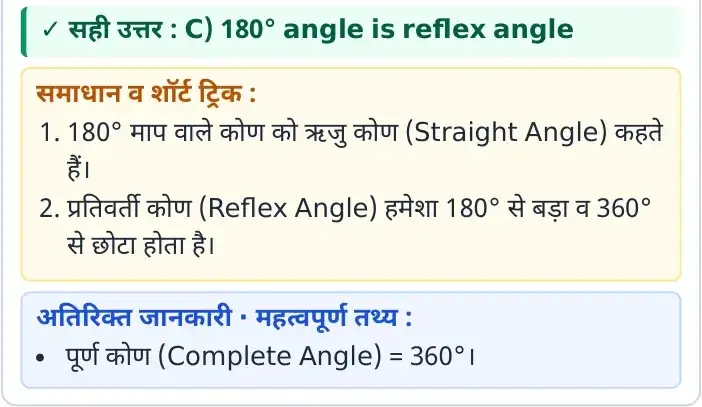 ✓ सही उत्तर : C) 180° angle is reflex angle
समाधान व शॉर्ट ट्रिक :
1. 180° माप वाले कोण को ऋजु कोण (Straight Angle) कहते
हैं।
2. प्रतिवर्ती कोण (Reflex Angle) हमेशा 180° से बड़ा व 360°
से छोटा होता है।
अतिरिक्त जानकारी · महत्वपूर्ण तथ्य :
• पूर्ण कोण (Complete Angle) = 360°।